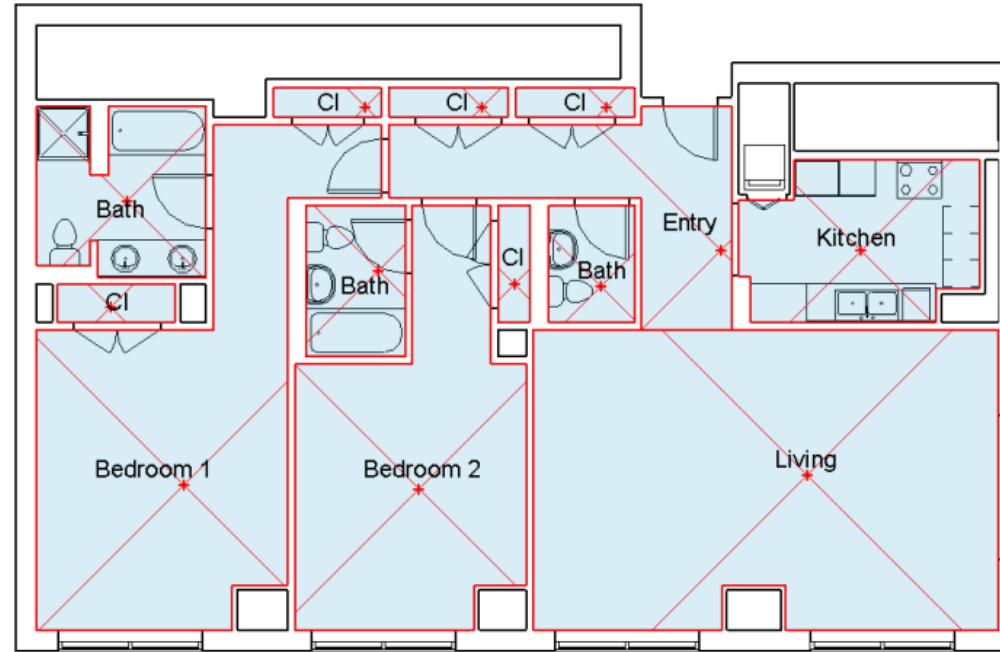 Cl
Cl
Cl
Bath
Entry
Kitchen
Cl
Bath
Bath
Cl
Bedroom 1
Bedroom 2
Living